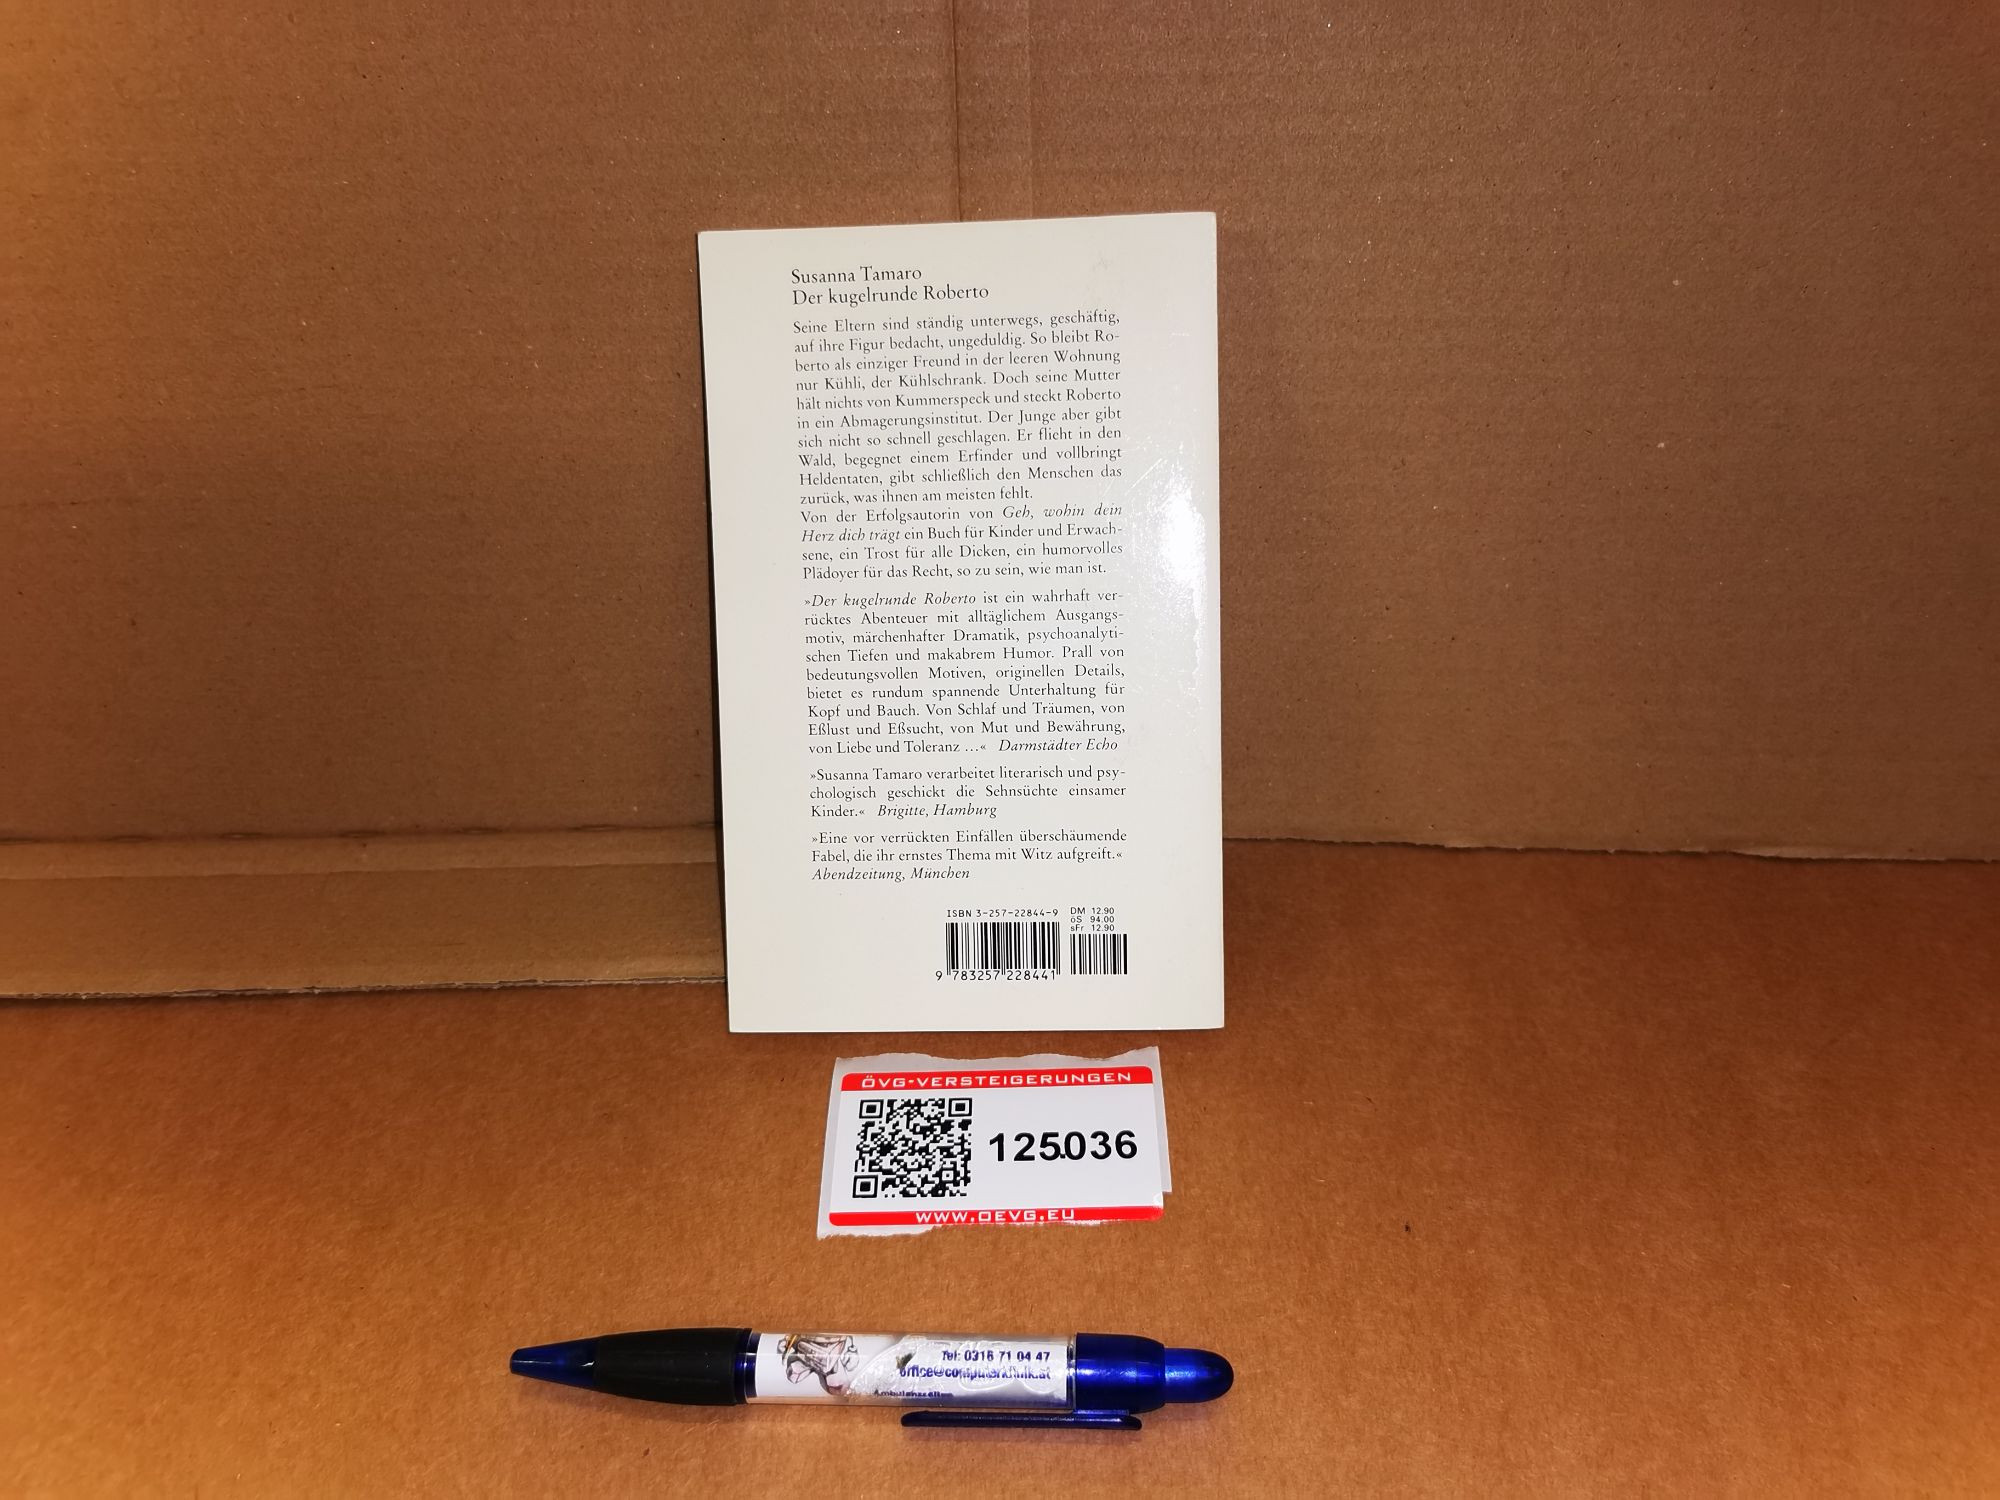 Susanna Tamaro
Der kugelrunde Roberto
Seine Eltern sind ständig unterwegs, geschäftig,
auf ihre Figur bedacht, ungeduldig. So bleibt Ro-
berto als einziger Freund in der leeren Wohnung
nur Kühli, der Kühlschrank. Doch seine Mutter
hält nichts von Kummerspeck und steckt Roberto
in ein Abmagerungsinstitut. Der Junge aber gibt
sich nicht so schnell geschlagen. Er flieht in den
Wald, begegnet einem Erfinder und vollbringt
Heldentaten, gibt schließlich den Menschen das
zurück, was ihnen am meisten fehlt.
Von der Erfolgsautorin von Geh, wohin dein
Herz dich trägt ein Buch für Kinder und Erwach-
sene, ein Trost für alle Dicken, ein humorvolles
Plädoyer für das Recht, so zu sein, wie man ist.
»Der kugelrunde Roberto ist ein wahrhaft ver-
rücktes Abenteuer mit alltäglichem Ausgangs-
motiv, märchenhafter Dramatik, psychoanalyti-
schen Tiefen und makabrem Humor. Prall von
bedeutungsvollen Motiven, originellen Details,
bietet es rundum spannende Unterhaltung für
Kopf und Bauch. Von Schlaf und Träumen, von
Eßlust und Eßsucht, von Mut und Bewährung,
von Liebe und Toleranz ...« Darmstädter Echo
»Susanna Tamaro verarbeitet literarisch und psy-
chologisch geschickt die Sehnsüchte einsamer
Kinder.« Brigitte, Hamburg
»Eine vor verrückten Einfällen überschäumende
Fabel, die ihr ernstes Thema mit Witz aufgreift.«
Abendzeitung, München
ISBN 3-257-22844-9
DM 12.90
öS 94.00
sFr 12.90
9 783257 228441
ÖVG-VERSTEIGERUNGEN
125.036
WWW.OEVG.EU
Tel: 0316 71 04 47
office@computerklinik.at